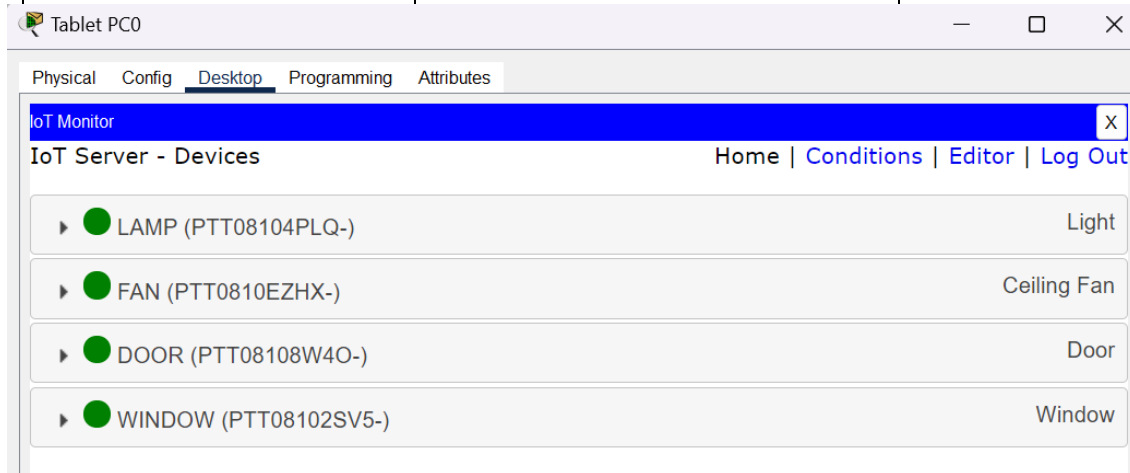 Tablet PC0
Physical Config Desktop Programming Attributes
IoT Monitor X
IoT Server - Devices Home | Conditions | Editor | Log Out
LAMP (PTT08104PLQ-) Light
FAN (PTT0810EZHX-) Ceiling Fan
DOOR (PTT08108W4O-) Door
WINDOW (PTT08102SV5-) Window